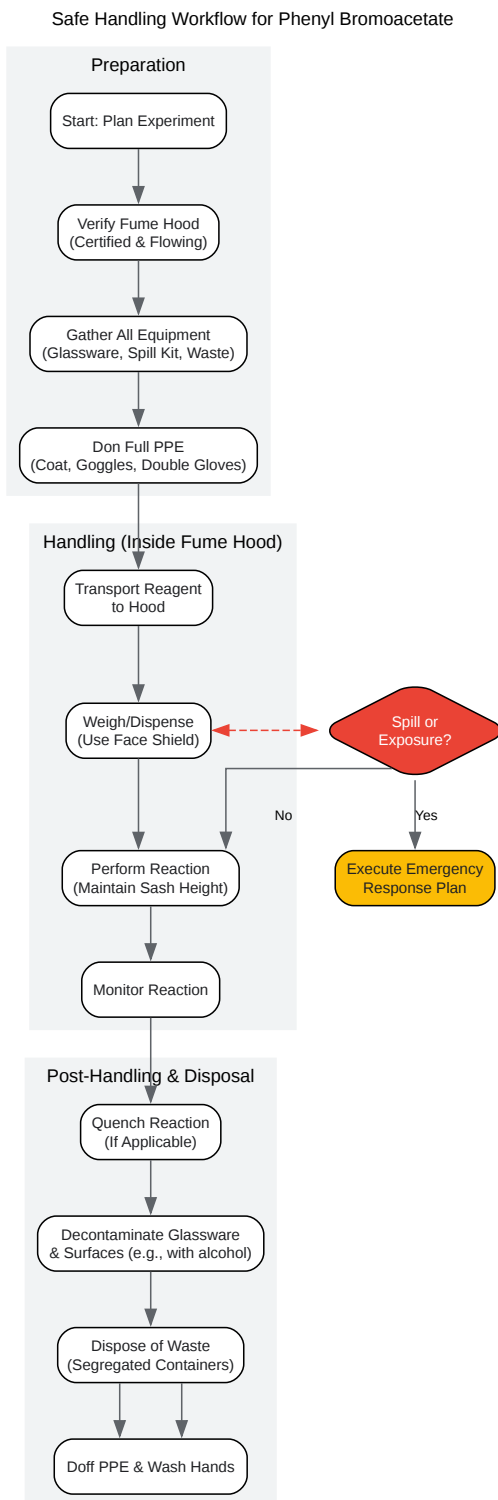 Safe Handling Workflow for Phenyl Bromoacetate
Preparation
Start: Plan Experiment
Verify Fume Hood
(Certified & Flowing)
Gather All Equipment
(Glassware, Spill Kit, Waste)
Don Full PPE
(Coat, Goggles, Double Gloves)
Handling (Inside Fume Hood)
Transport Reagent
to Hood
Weigh/Dispense
(Use Face Shield)
Spill or
Exposure?
No
Yes
Perform Reaction
(Maintain Sash Height)
Execute Emergency
Response Plan
Monitor Reaction
Post-Handling & Disposal
Quench Reaction
(If Applicable)
Decontaminate Glassware
& Surfaces (e.g., with alcohol)
Dispose of Waste
(Segregated Containers)
Doff PPE & Wash Hands